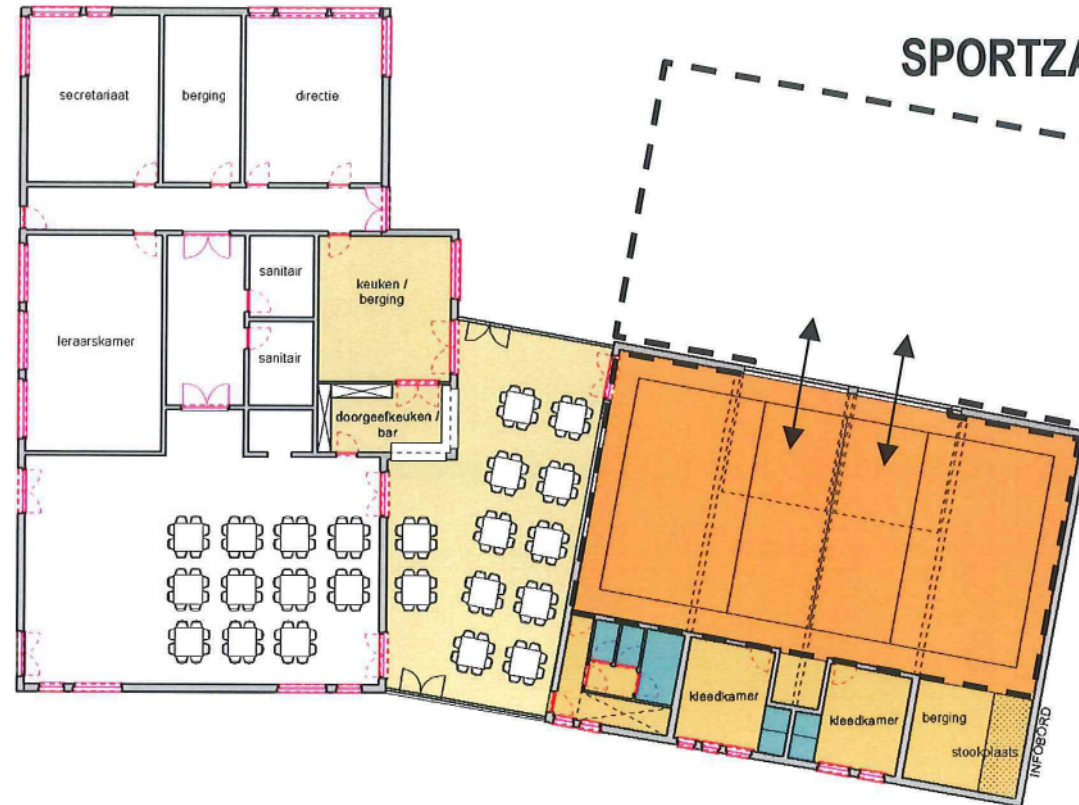 SPORTZA
secretariaat
berging
directie
sanitair
keuken /
berging
leraarskamer
sanitair
doorgeefkeuken /
bar
kleedkamer
kleedkamer
berging
stookplaats
INFOBORD